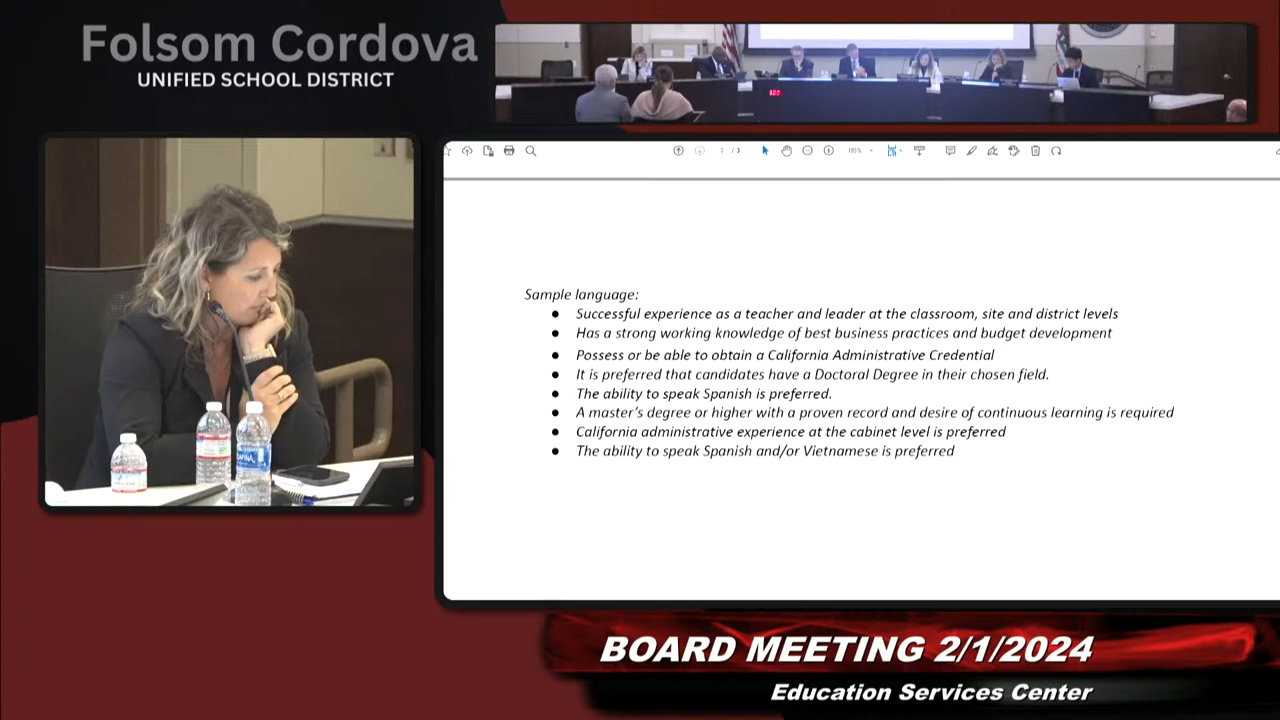 Folsom Cordova
UNIFIED SCHOOL DISTRICT
195%
Sample language:
● Successful experience as a teacher and leader at the classroom, site and district levels
● Has a strong working knowledge of best business practices and budget development
● Possess or be able to obtain a California Administrative Credential
● It is preferred that candidates have a Doctoral Degree in their chosen field.
● The ability to speak Spanish is preferred.
● A master's degree or higher with a proven record and desire of continuous learning is required
● California administrative experience at the cabinet level is preferred
● The ability to speak Spanish and/or Vietnamese is preferred
BOARD MEETING 2/1/2024
Education Services Center